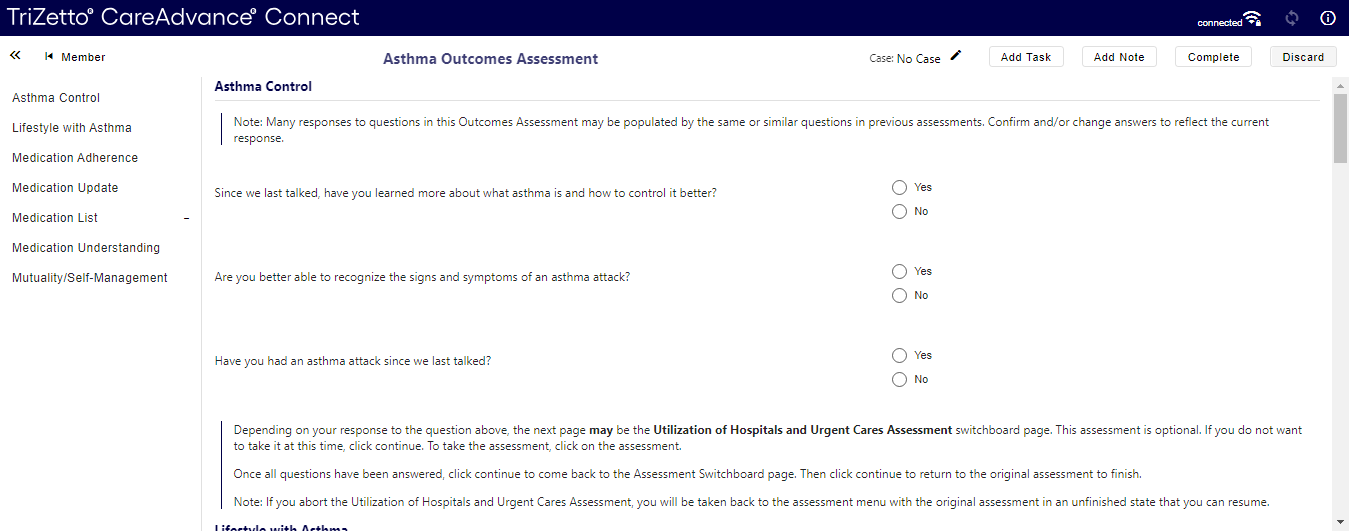 TriZetto® CareAdvance® Connect
connected
Member
Asthma Outcomes Assessment
Case: No Case
Add Task
Add Note
Complete
Discard
Asthma Control
Lifestyle with Asthma
Medication Adherence
Medication Update
Medication List
Medication Understanding
Mutuality/Self-Management
Asthma Control
Note: Many responses to questions in this Outcomes Assessment may be populated by the same or similar questions in previous assessments. Confirm and/or change answers to reflect the current
response.
Since we last talked, have you learned more about what asthma is and how to control it better?
Yes
No
Are you better able to recognize the signs and symptoms of an asthma attack?
Yes
No
Have you had an asthma attack since we last talked?
Yes
No
Depending on your response to the question above, the next page may be the Utilization of Hospitals and Urgent Cares Assessment switchboard page. This assessment is optional. If you do not want
to take it at this time, click continue. To take the assessment, click on the assessment.
Once all questions have been answered, click continue to come back to the Assessment Switchboard page. Then click continue to return to the original assessment to finish.
Note: If you abort the Utilization of Hospitals and Urgent Cares Assessment, you will be taken back to the assessment menu with the original assessment in an unfinished state that you can resume.
Lifestyle with Asthma